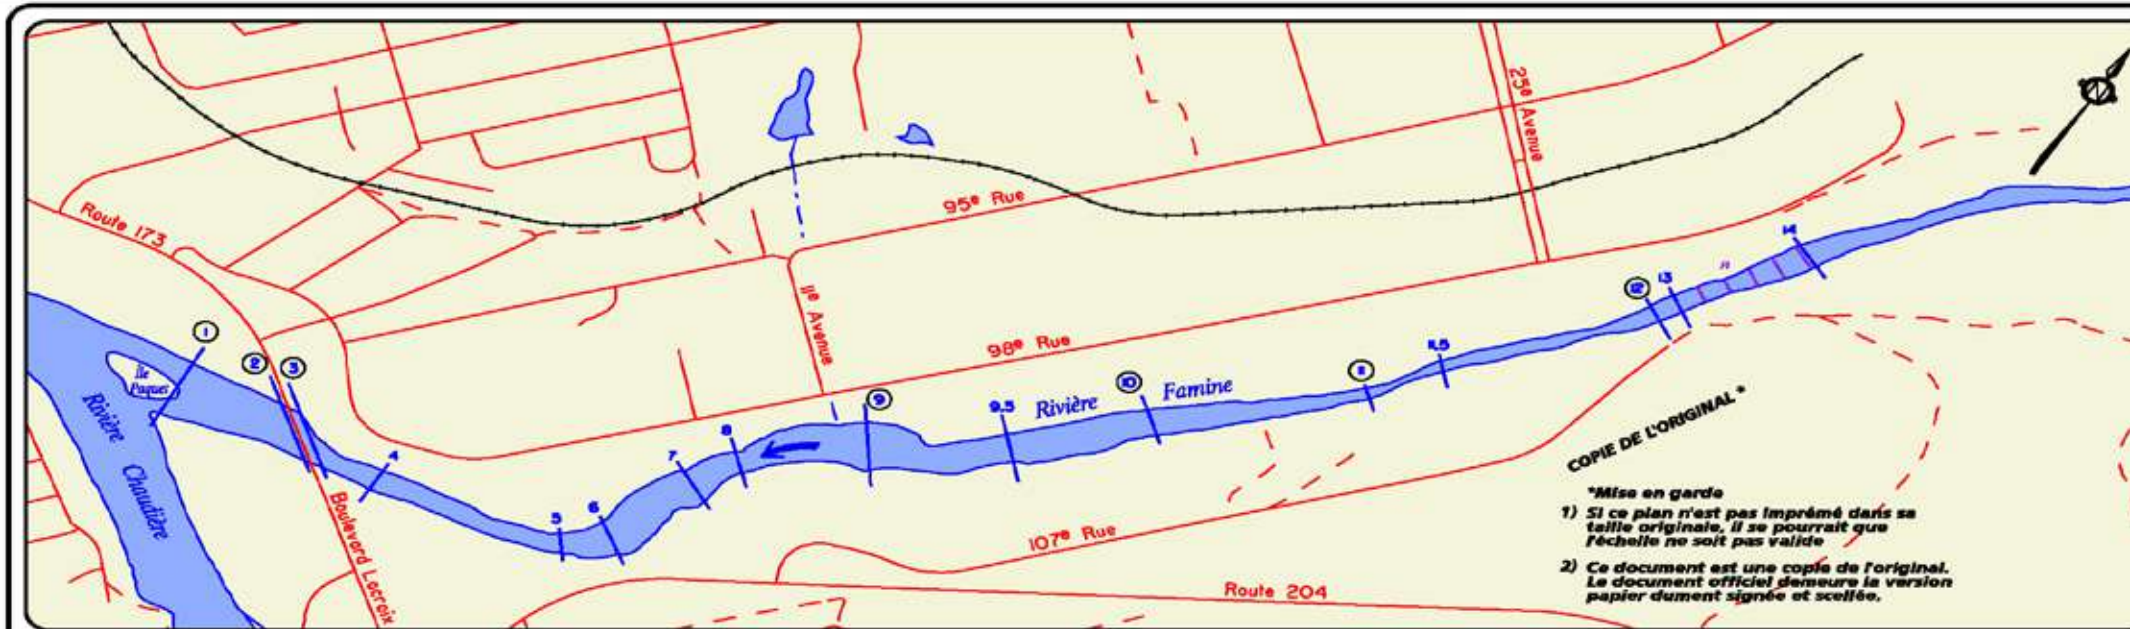 25e Avenue
Route 173
95e Rue
14
1
12
13
11e Avenue
98e Rue
Île
Paquet
2
3
11.5
11
10
Rivière Famine
9
9.5
8
7
4
6
5
Rivière Chaudière
Boulevard Lacroix
107e Rue
Route 204
COPIE DE L'ORIGINAL *
*Mise en garde
1) Si ce plan n'est pas imprémé dans sa
taille originale, il se pourrait que
l'échelle ne soit pas valide
2) Ce document est une copie de l'original.
Le document officiel demeure la version
papier dument signée et scellée.